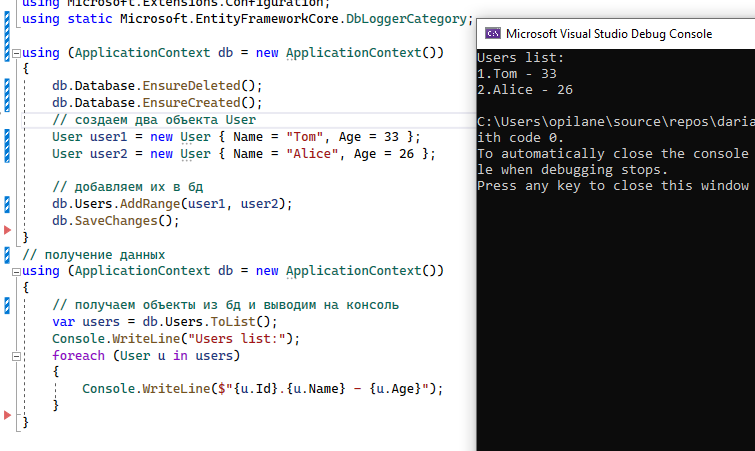 using Microsoft.Extensions.Configuration;
using static Microsoft.EntityFrameworkCore.DbLoggerCategory;
using (ApplicationContext db = new ApplicationContext())
{
db.Database.EnsureDeleted();
db.Database.EnsureCreated();
// создаем два объекта User
User user1 = new User { Name = "Tom", Age = 33 };
User user2 = new User { Name = "Alice", Age = 26 };
// добавляем их в бд
db.Users.AddRange(user1, user2);
db.SaveChanges();
}
// получение данных
using (ApplicationContext db = new ApplicationContext())
{
// получаем объекты из бд и выводим на консоль
var users = db.Users.ToList();
Console.WriteLine("Users list:");
foreach (User u in users)
{
Console.WriteLine($"{u.Id}.{u.Name} - {u.Age}");
}
}
Microsoft Visual Studio Debug Console
Users list:
1.Tom - 33
2.Alice - 26
C:\Users\opilane\source\repos\daria
ith code 0.
To automatically close the console
le when debugging stops.
Press any key to close this window